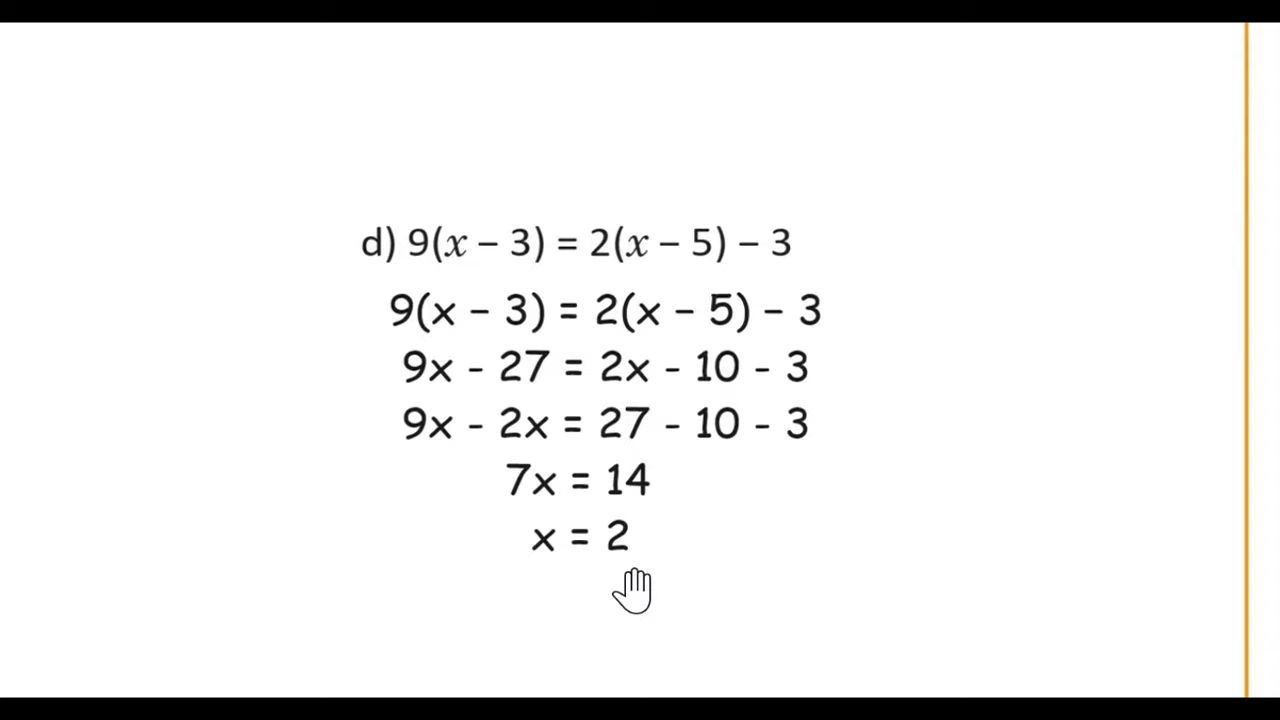 d) 9(x – 3) = 2(x – 5) – 3
9(x – 3) = 2(x – 5) – 3
9x - 27 = 2x - 10 - 3
9x - 2x = 27 - 10 - 3
7x = 14
x = 2